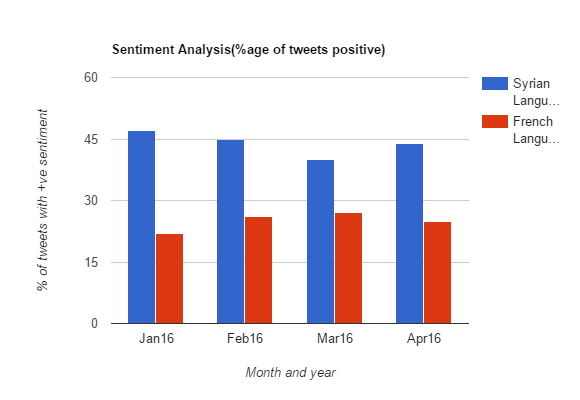 Sentiment Analysis(%age of tweets positive)
% of tweets with +ve sentiment
60
45
30
15
0
Jan16 Feb16 Mar16 Apr16
Month and year
Syrian
Langu...
French
Langu...